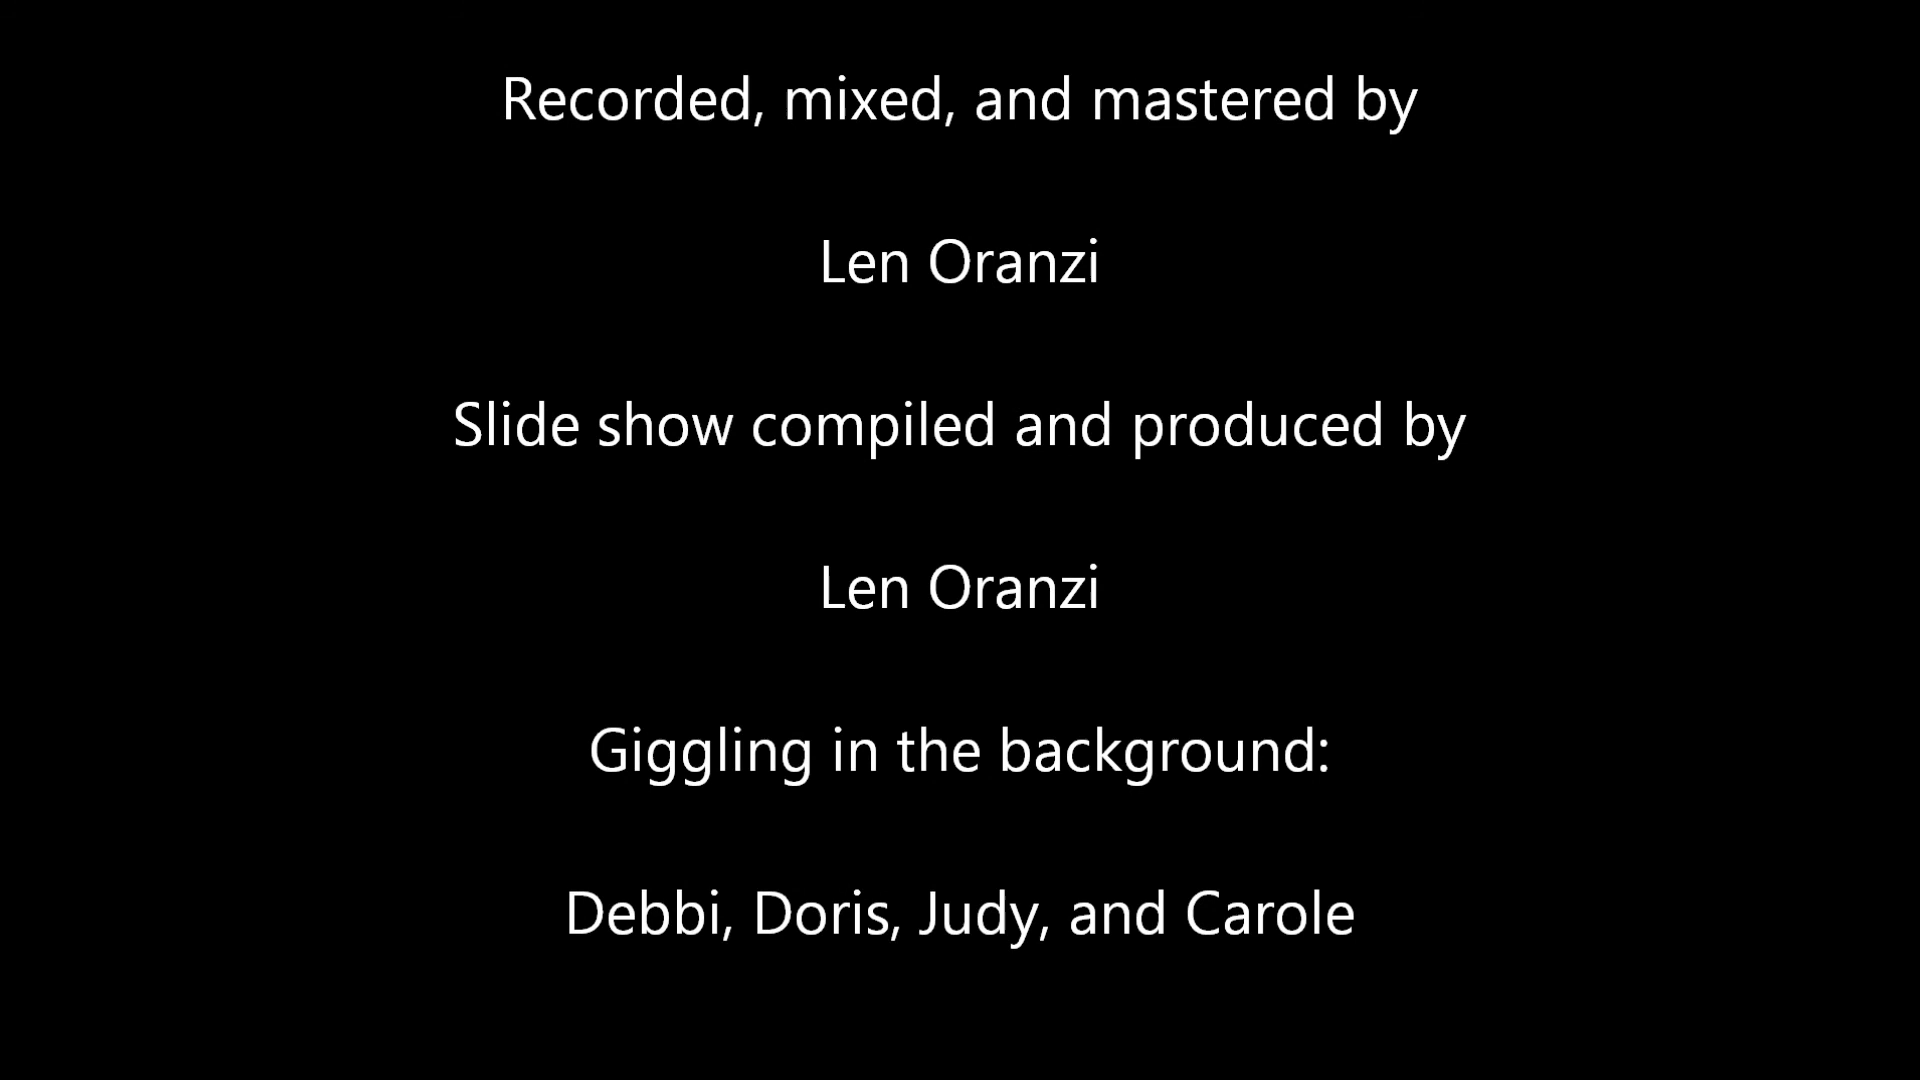 Recorded, mixed, and mastered by
Len Oranzi
Slide show compiled and produced by
Len Oranzi
Giggling in the background:
Debbi, Doris, Judy, and Carole